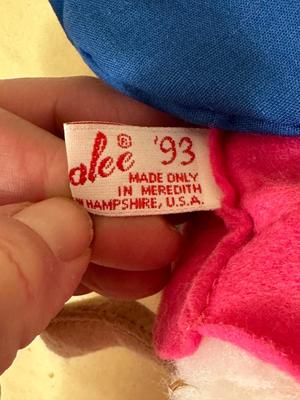 alee® '93
MADE ONLY
IN MEREDITH
HAMPSHIRE, U.S.A.